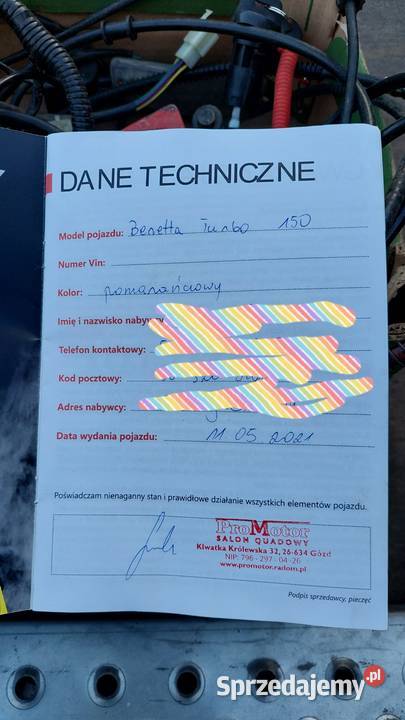 DANE TECHNICZNE
Model pojazdu: Benetta Turbo 150
Numer Vin:
Kolor: pomarańczowy
Imię i nazwisko nabywcy
Telefon kontaktowy:
Kod pocztowy:
Adres nabywcy:
Data wydania pojazdu: 11 05 2021
Poświadczam nienaganny stan i prawidłowe działanie wszystkich elementów pojazdu.
ProMotor
SALON QUADOWY
Klwatka Królewska 32, 26-634 Gózd
NIP: 796-297-04-26
www.promotor.radom.pl
Podpis sprzedawcy, pieczęć
Sprzedajemy.pl